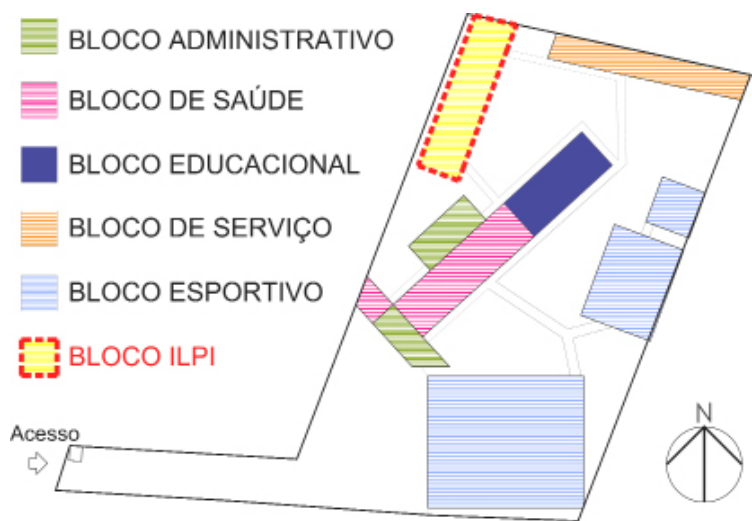 BLOCO ADMINISTRATIVO
BLOCO DE SAÚDE
BLOCO EDUCACIONAL
BLOCO DE SERVIÇO
BLOCO ESPORTIVO
BLOCO ILPI
Acesso
N